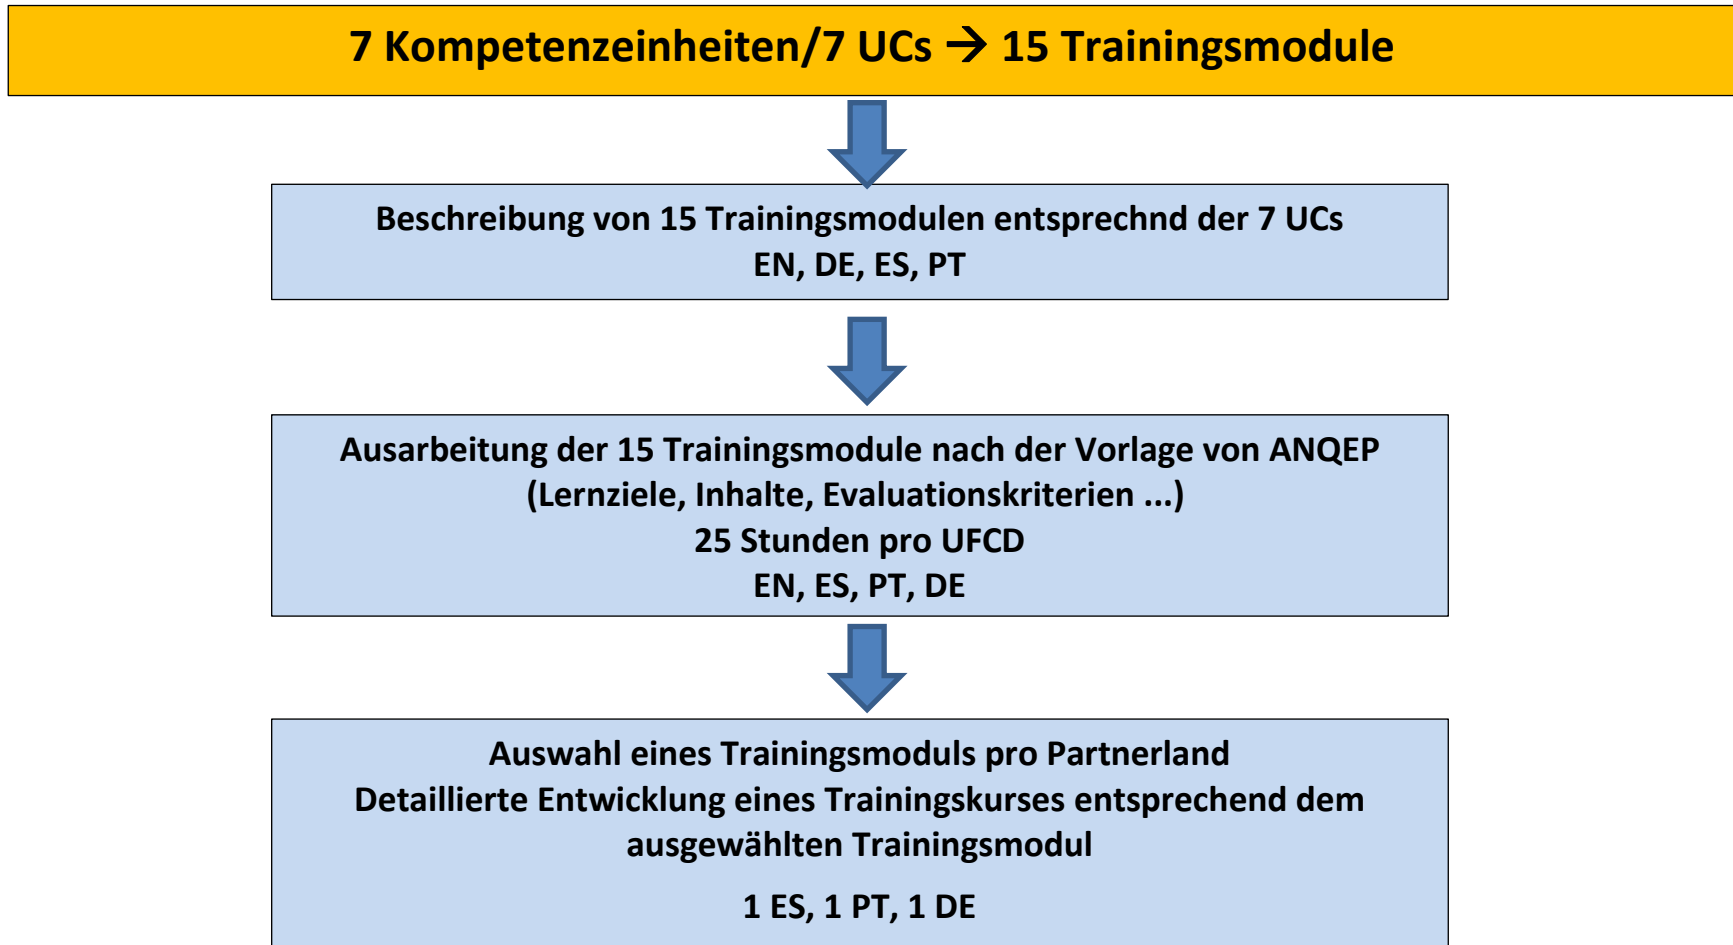 7 Kompetenzeinheiten/7 UCs → 15 Trainingsmodule
Beschreibung von 15 Trainingsmodulen entsprechnd der 7 UCs
EN, DE, ES, PT
Ausarbeitung der 15 Trainingsmodule nach der Vorlage von ANQEP
(Lernziele, Inhalte, Evaluationskriterien ...)
25 Stunden pro UFCD
EN, ES, PT, DE
Auswahl eines Trainingsmoduls pro Partnerland
Detaillierte Entwicklung eines Trainingskurses entsprechend dem
ausgewählten Trainingsmodul
1 ES, 1 PT, 1 DE